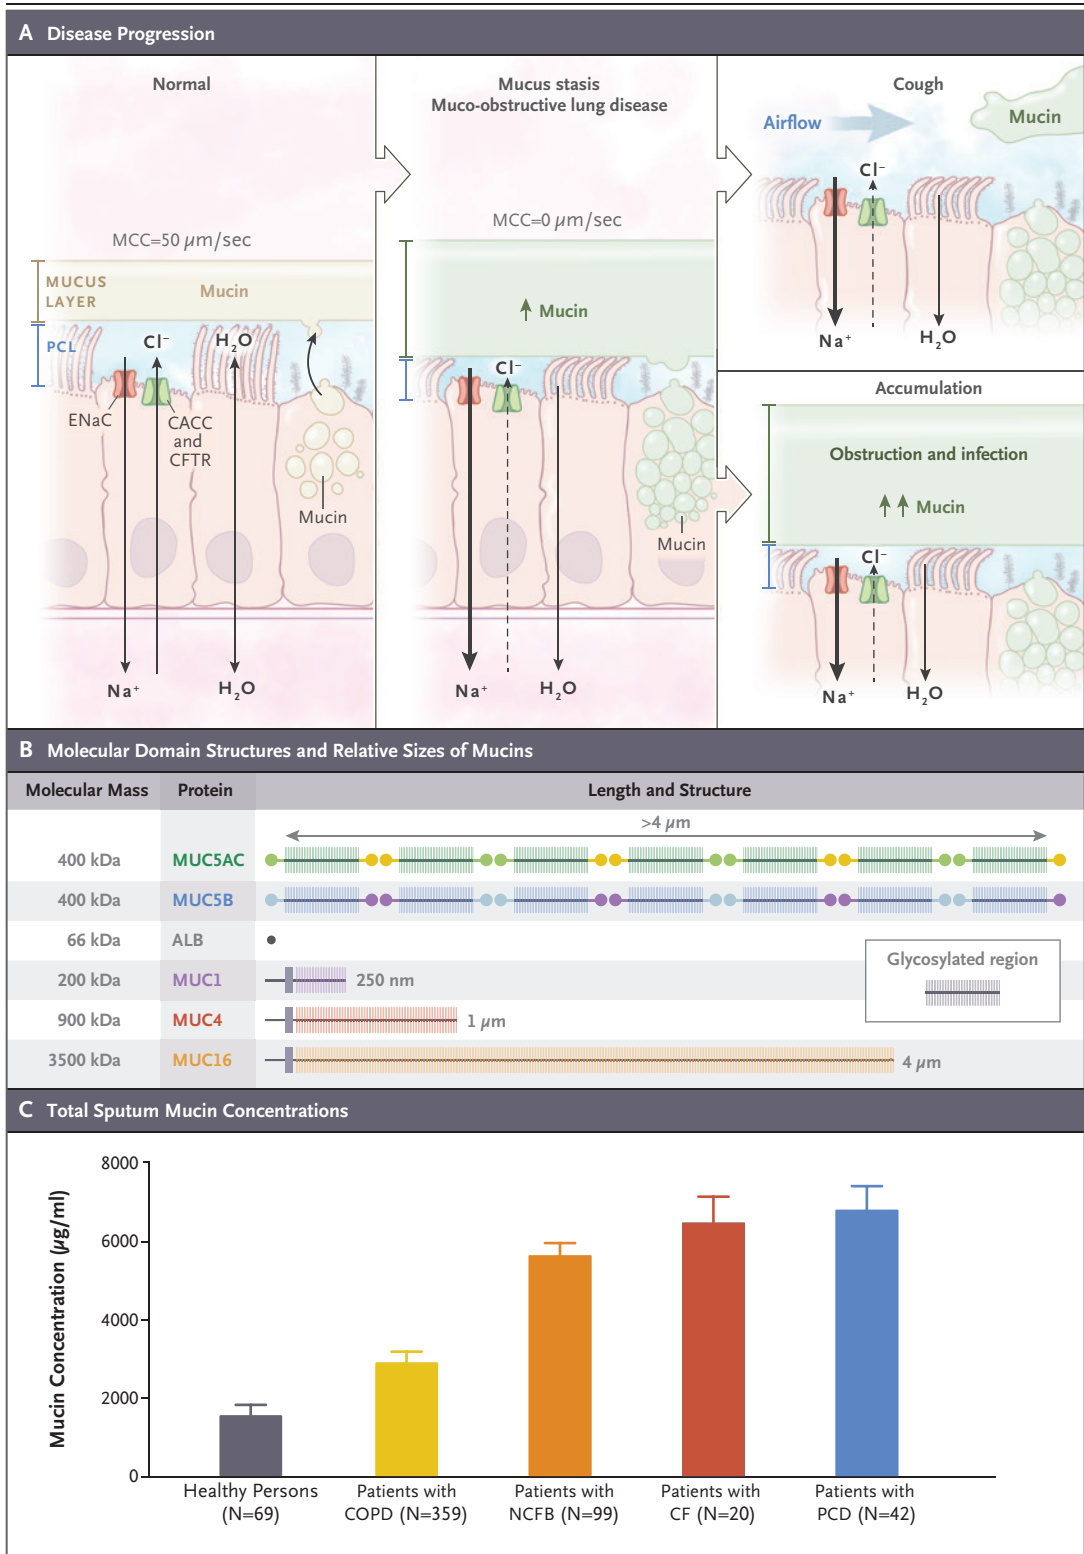 A Disease Progression
Normal
MCC=50 µm/sec
MUCUS
LAYER
Mucin
PCL
Cl⁻
H₂O
ENaC
CACC
and
CFTR
Mucin
Na⁺
H₂O
Mucus stasis
Muco-obstructive lung disease
MCC=0 µm/sec
Mucin
Cl⁻
Mucin
Na⁺
H₂O
Cough
Airflow
Mucin
Cl⁻
Na⁺
H₂O
Accumulation
Obstruction and infection
Mucin
Cl⁻
Na⁺
H₂O
B Molecular Domain Structures and Relative Sizes of Mucins
Molecular Mass Protein Length and Structure
>4 µm
400 kDa MUC5AC
400 kDa MUC5B
66 kDa ALB
Glycosylated region
200 kDa MUC1 250 nm
900 kDa MUC4 1 µm
3500 kDa MUC16 4 µm
C Total Sputum Mucin Concentrations
Mucin Concentration (µg/ml)
8000
6000
4000
2000
0
Healthy Persons
(N=69)
Patients with
COPD (N=359)
Patients with
NCFB (N=99)
Patients with
CF (N=20)
Patients with
PCD (N=42)